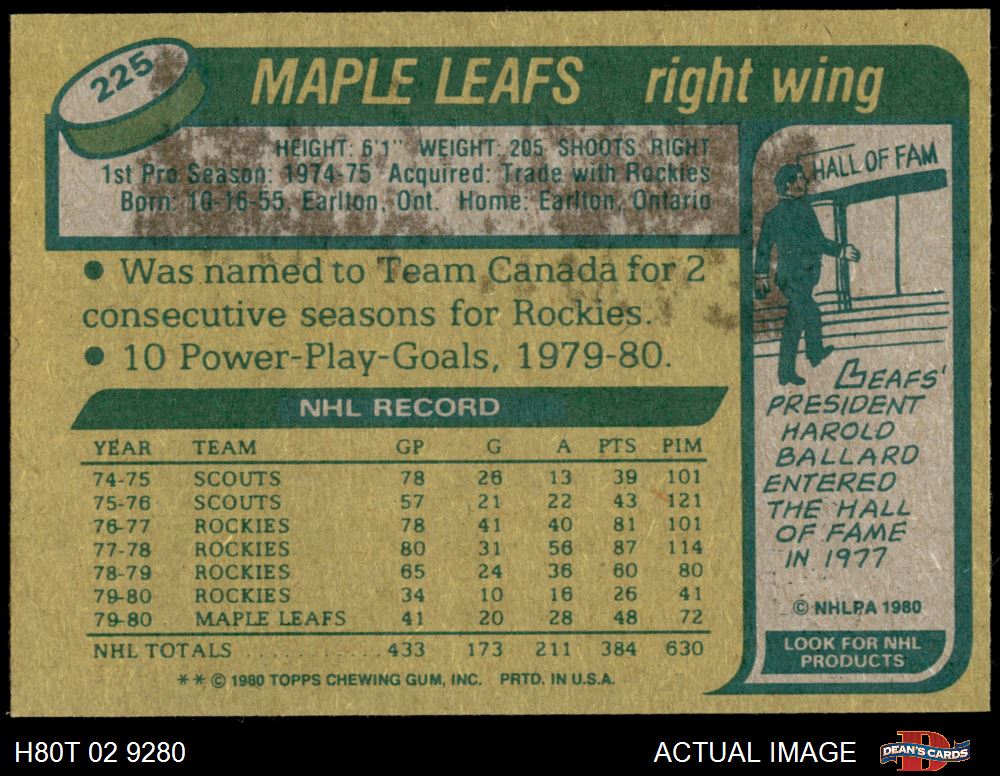 225
MAPLE LEAFS right wing
HEIGHT: 6'1" WEIGHT: 205 SHOOTS RIGHT
1st Pro Season: 1974-75 Acquired: Trade with Rockies
Born: 10-16-55, Earlton, Ont. Home: Earlton, Ontario
• Was named to Team Canada for 2
consecutive seasons for Rockies.
• 10 Power-Play-Goals, 1979-80.
NHL RECORD
YEAR TEAM GP G A PTS PIM
74-75 SCOUTS 78 26 13 39 101
75-76 SCOUTS 57 21 22 43 121
76-77 ROCKIES 78 41 40 81 101
77-78 ROCKIES 80 31 56 87 114
78-79 ROCKIES 65 24 36 60 80
79-80 ROCKIES 34 10 16 26 41
79-80 MAPLE LEAFS 41 20 28 48 72
NHL TOTALS ............ 433 173 211 384 630
** © 1980 TOPPS CHEWING GUM, INC. PRTD. IN U.S.A.
HALL OF FAM
LEAFS'
PRESIDENT
HAROLD
BALLARD
ENTERED
THE HALL
OF FAME
IN 1977
© NHLPA 1980
LOOK FOR NHL
PRODUCTS
H80T 02 9280
ACTUAL IMAGE
D
DEAN'S CARDS